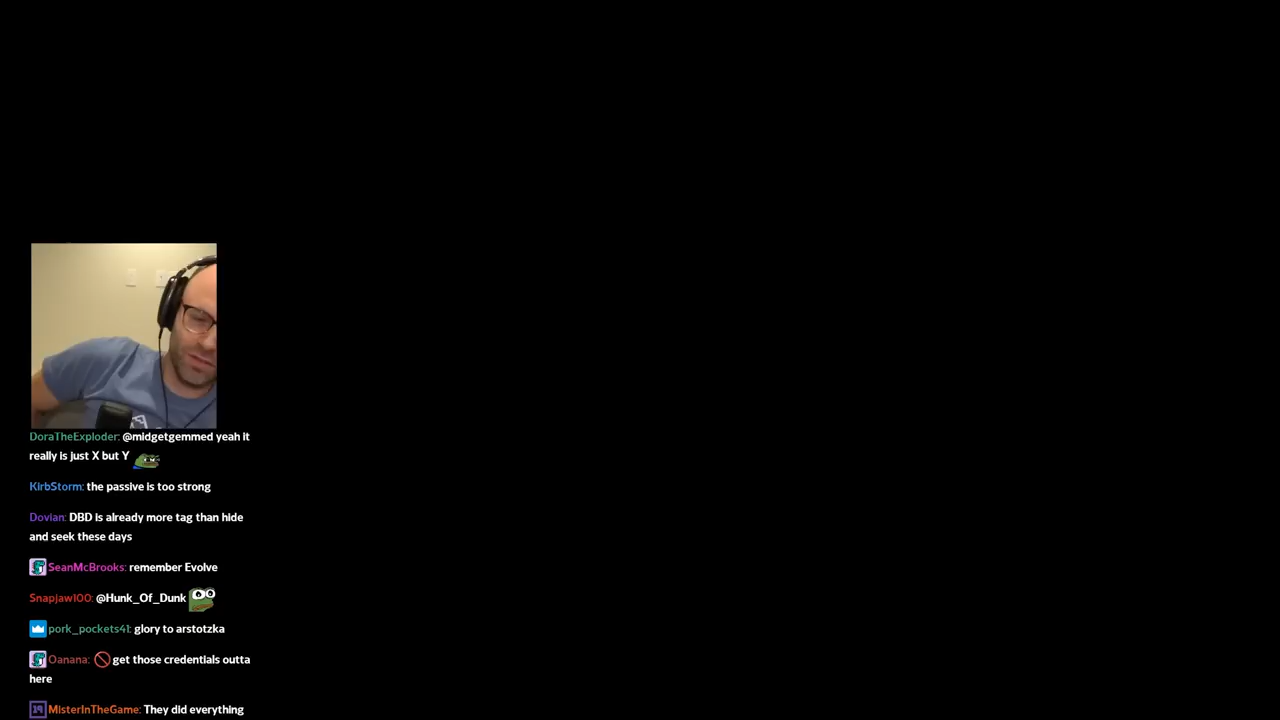 DoraTheExploder: @midgetgemmed yeah it
really is just X but Y
KirbStorm: the passive is too strong
Dovian: DBD is already more tag than hide
and seek these days
SeanMcBrooks: remember Evolve
Snapjaw100: @Hunk_Of_Dunk
pork_pockets41: glory to arstotzka
Oanana: 🚫 get those credentials outta
here
19 MisterInTheGame: They did everything